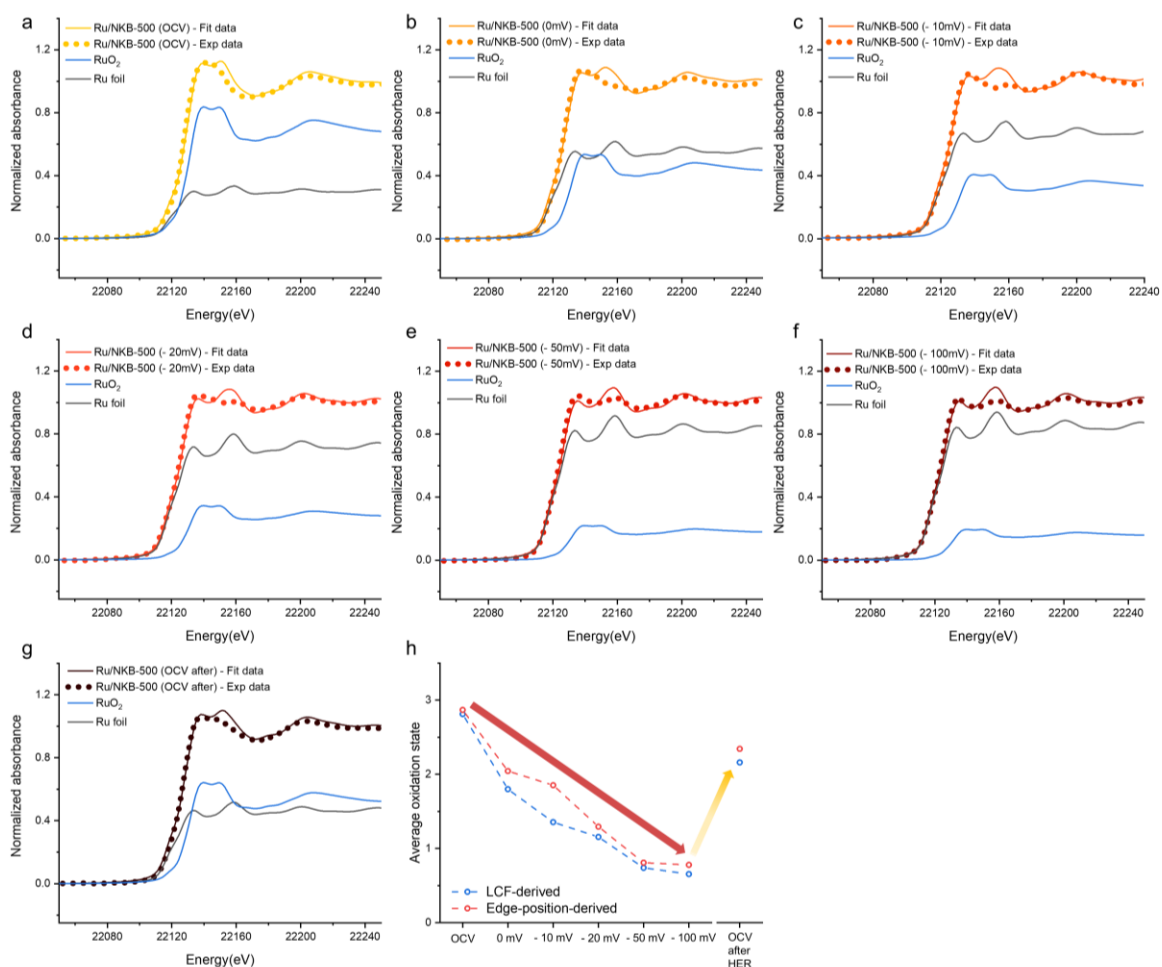 a
Ru/NKB-500 (OCV) - Fit data
Ru/NKB-500 (OCV) - Exp data
RuO₂
Ru foil
1.2
0.8
0.4
0.0
Normalized absorbance
22080 22120 22160 22200 22240
Energy(eV)
b
Ru/NKB-500 (0mV) - Fit data
Ru/NKB-500 (0mV) - Exp data
RuO₂
Ru foil
1.2
0.8
0.4
0.0
Normalized absorbance
22080 22120 22160 22200 22240
Energy(eV)
c
Ru/NKB-500 (- 10mV) - Fit data
Ru/NKB-500 (- 10mV) - Exp data
Ru foil
RuO₂
1.2
0.8
0.4
0.0
Normalized absorbance
22080 22120 22160 22200 22240
Energy(eV)
d
Ru/NKB-500 (- 20mV) - Fit data
Ru/NKB-500 (- 20mV) - Exp data
RuO₂
Ru foil
1.2
0.8
0.4
0.0
Normalized absorbance
22080 22120 22160 22200 22240
Energy(eV)
e
Ru/NKB-500 (- 50mV) - Fit data
Ru/NKB-500 (- 50mV) - Exp data
RuO₂
Ru foil
1.2
0.8
0.4
0.0
Normalized absorbance
22080 22120 22160 22200 22240
Energy(eV)
f
Ru/NKB-500 (- 100mV) - Fit data
Ru/NKB-500 (- 100mV) - Exp data
RuO₂
Ru foil
1.2
0.8
0.4
0.0
Normalized absorbance
22080 22120 22160 22200 22240
Energy(eV)
g
Ru/NKB-500 (OCV after) - Fit data
Ru/NKB-500 (OCV after) - Exp data
RuO₂
Ru foil
1.2
0.8
0.4
0.0
Normalized absorbance
22080 22120 22160 22200 22240
Energy(eV)
h
3
2
1
0
Average oxidation state
LCF-derived
Edge-position-derived
OCV 0 mV - 10 mV - 20 mV - 50 mV - 100 mV OCV
after
HER